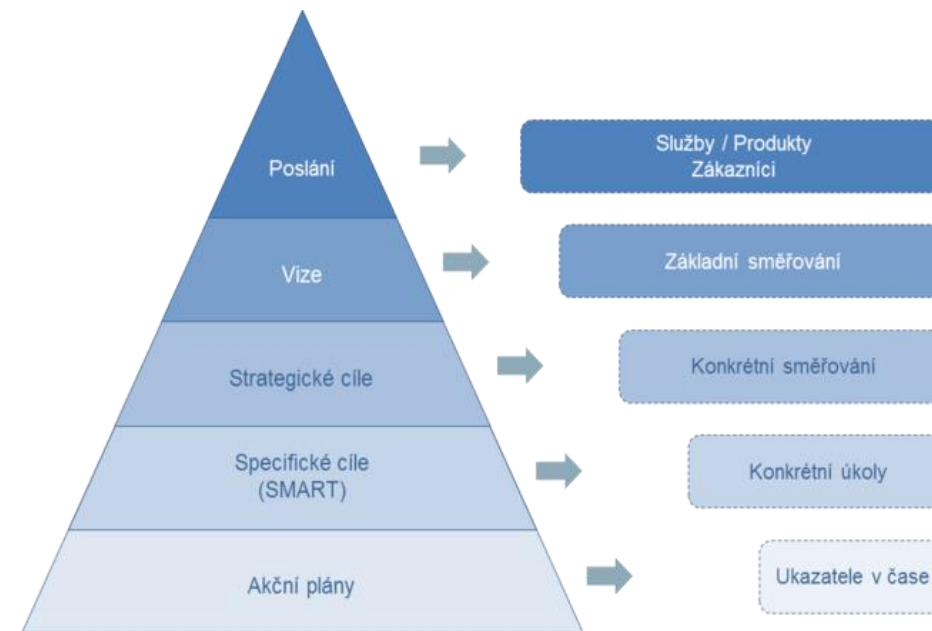 Poslání
Služby / Produkty
Zákazníci
Vize
Základní směřování
Strategické cíle
Konkrétní směřování
Specifické cíle
(SMART)
Konkrétní úkoly
Akční plány
Ukazatele v čase